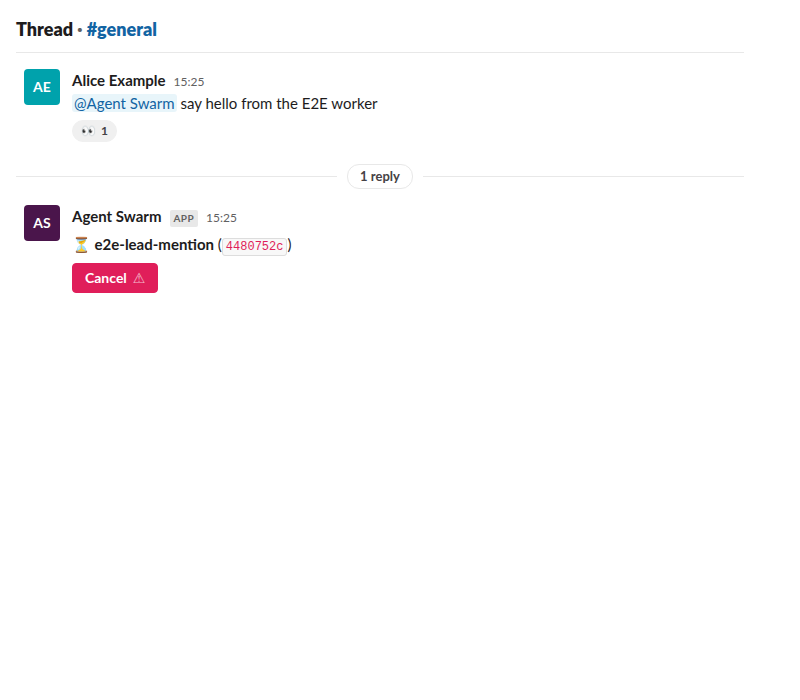 Thread • #general
AE
Alice Example 15:25
@Agent Swarm say hello from the E2E worker
👀 1
1 reply
AS
Agent Swarm APP 15:25
⏳ e2e-lead-mention (4480752c)
Cancel ⚠